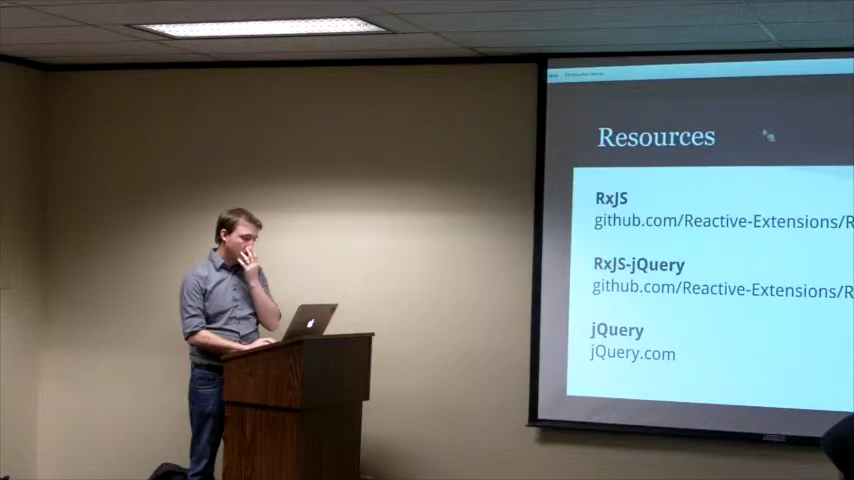 Resources
RxJS
github.com/Reactive-Extensions/R
RxJS-jQuery
github.com/Reactive-Extensions/R
jQuery
jQuery.com